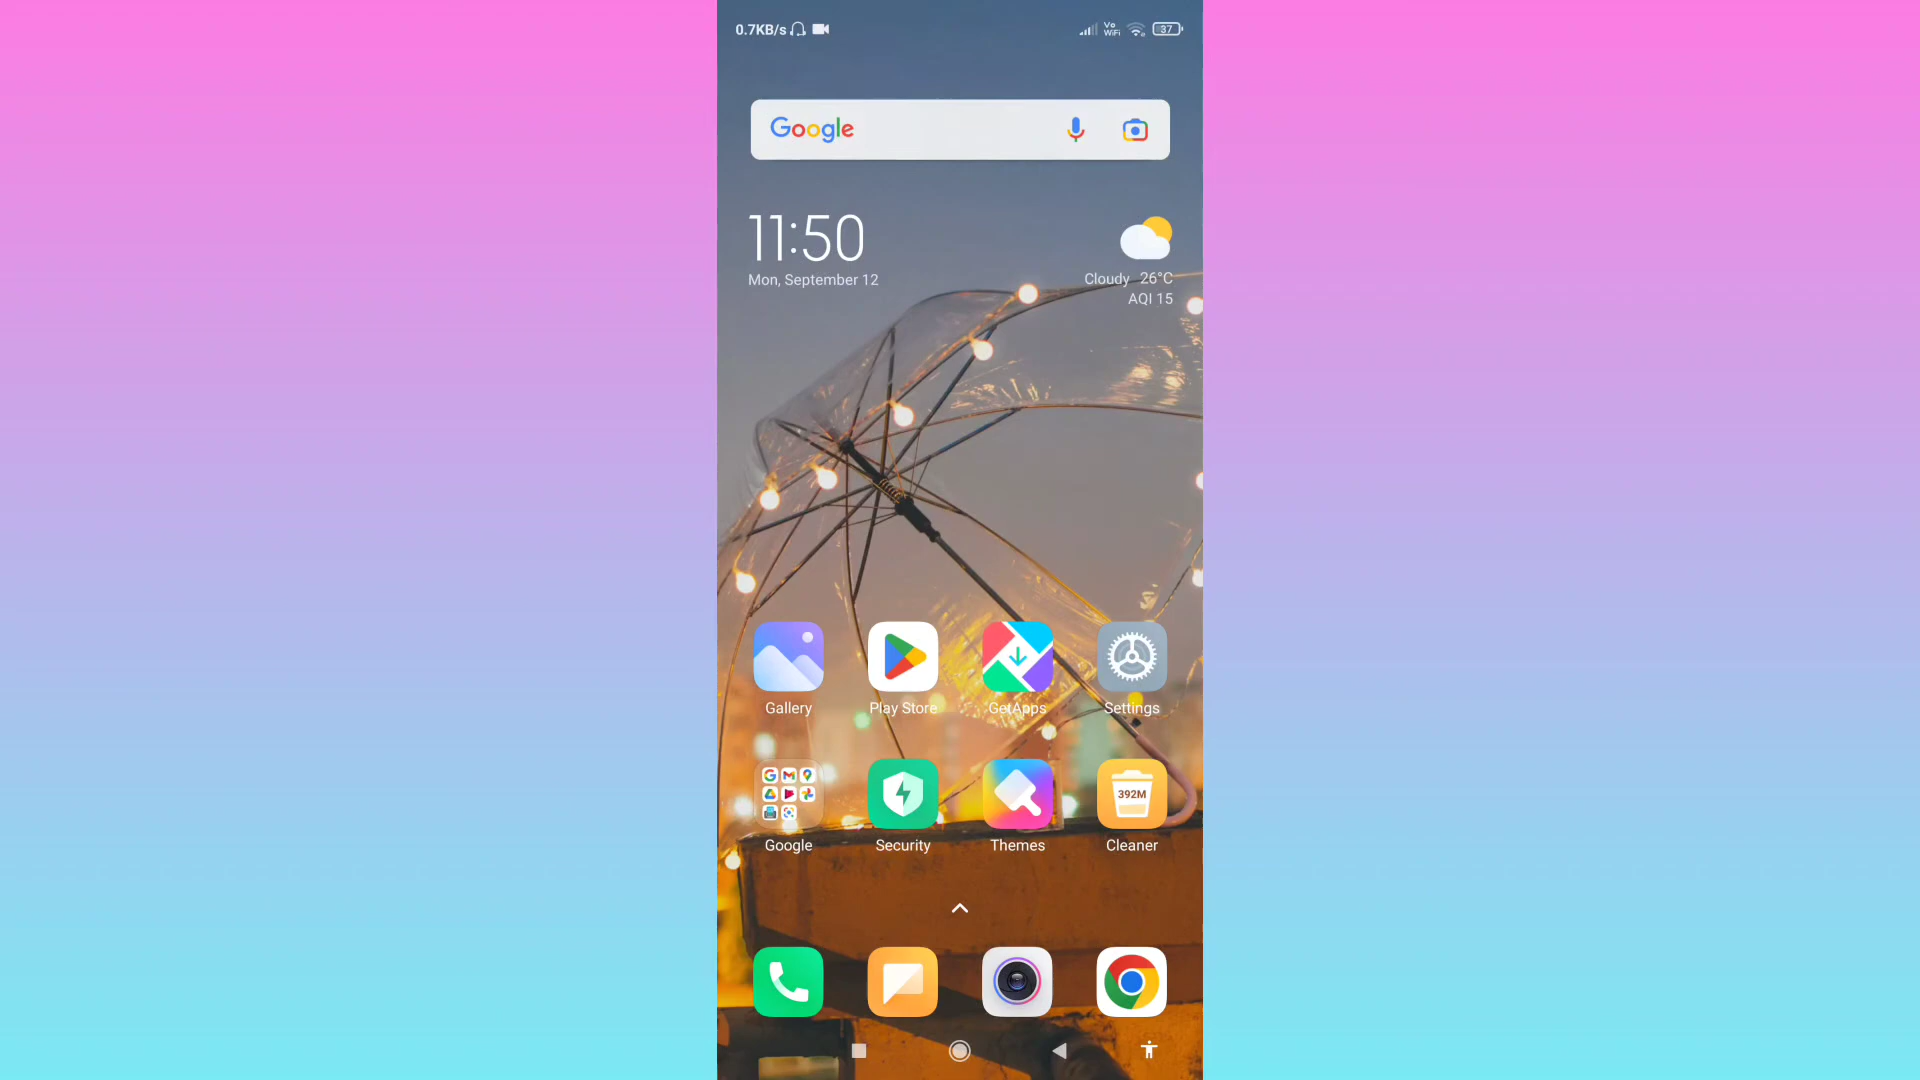 0.7KB/s
Vo
WiFi
37
Google
11:50
Mon, September 12
Cloudy 26°C
AQI 15
Gallery
Play Store
GetApps
Settings
392M
Google
Security
Themes
Cleaner